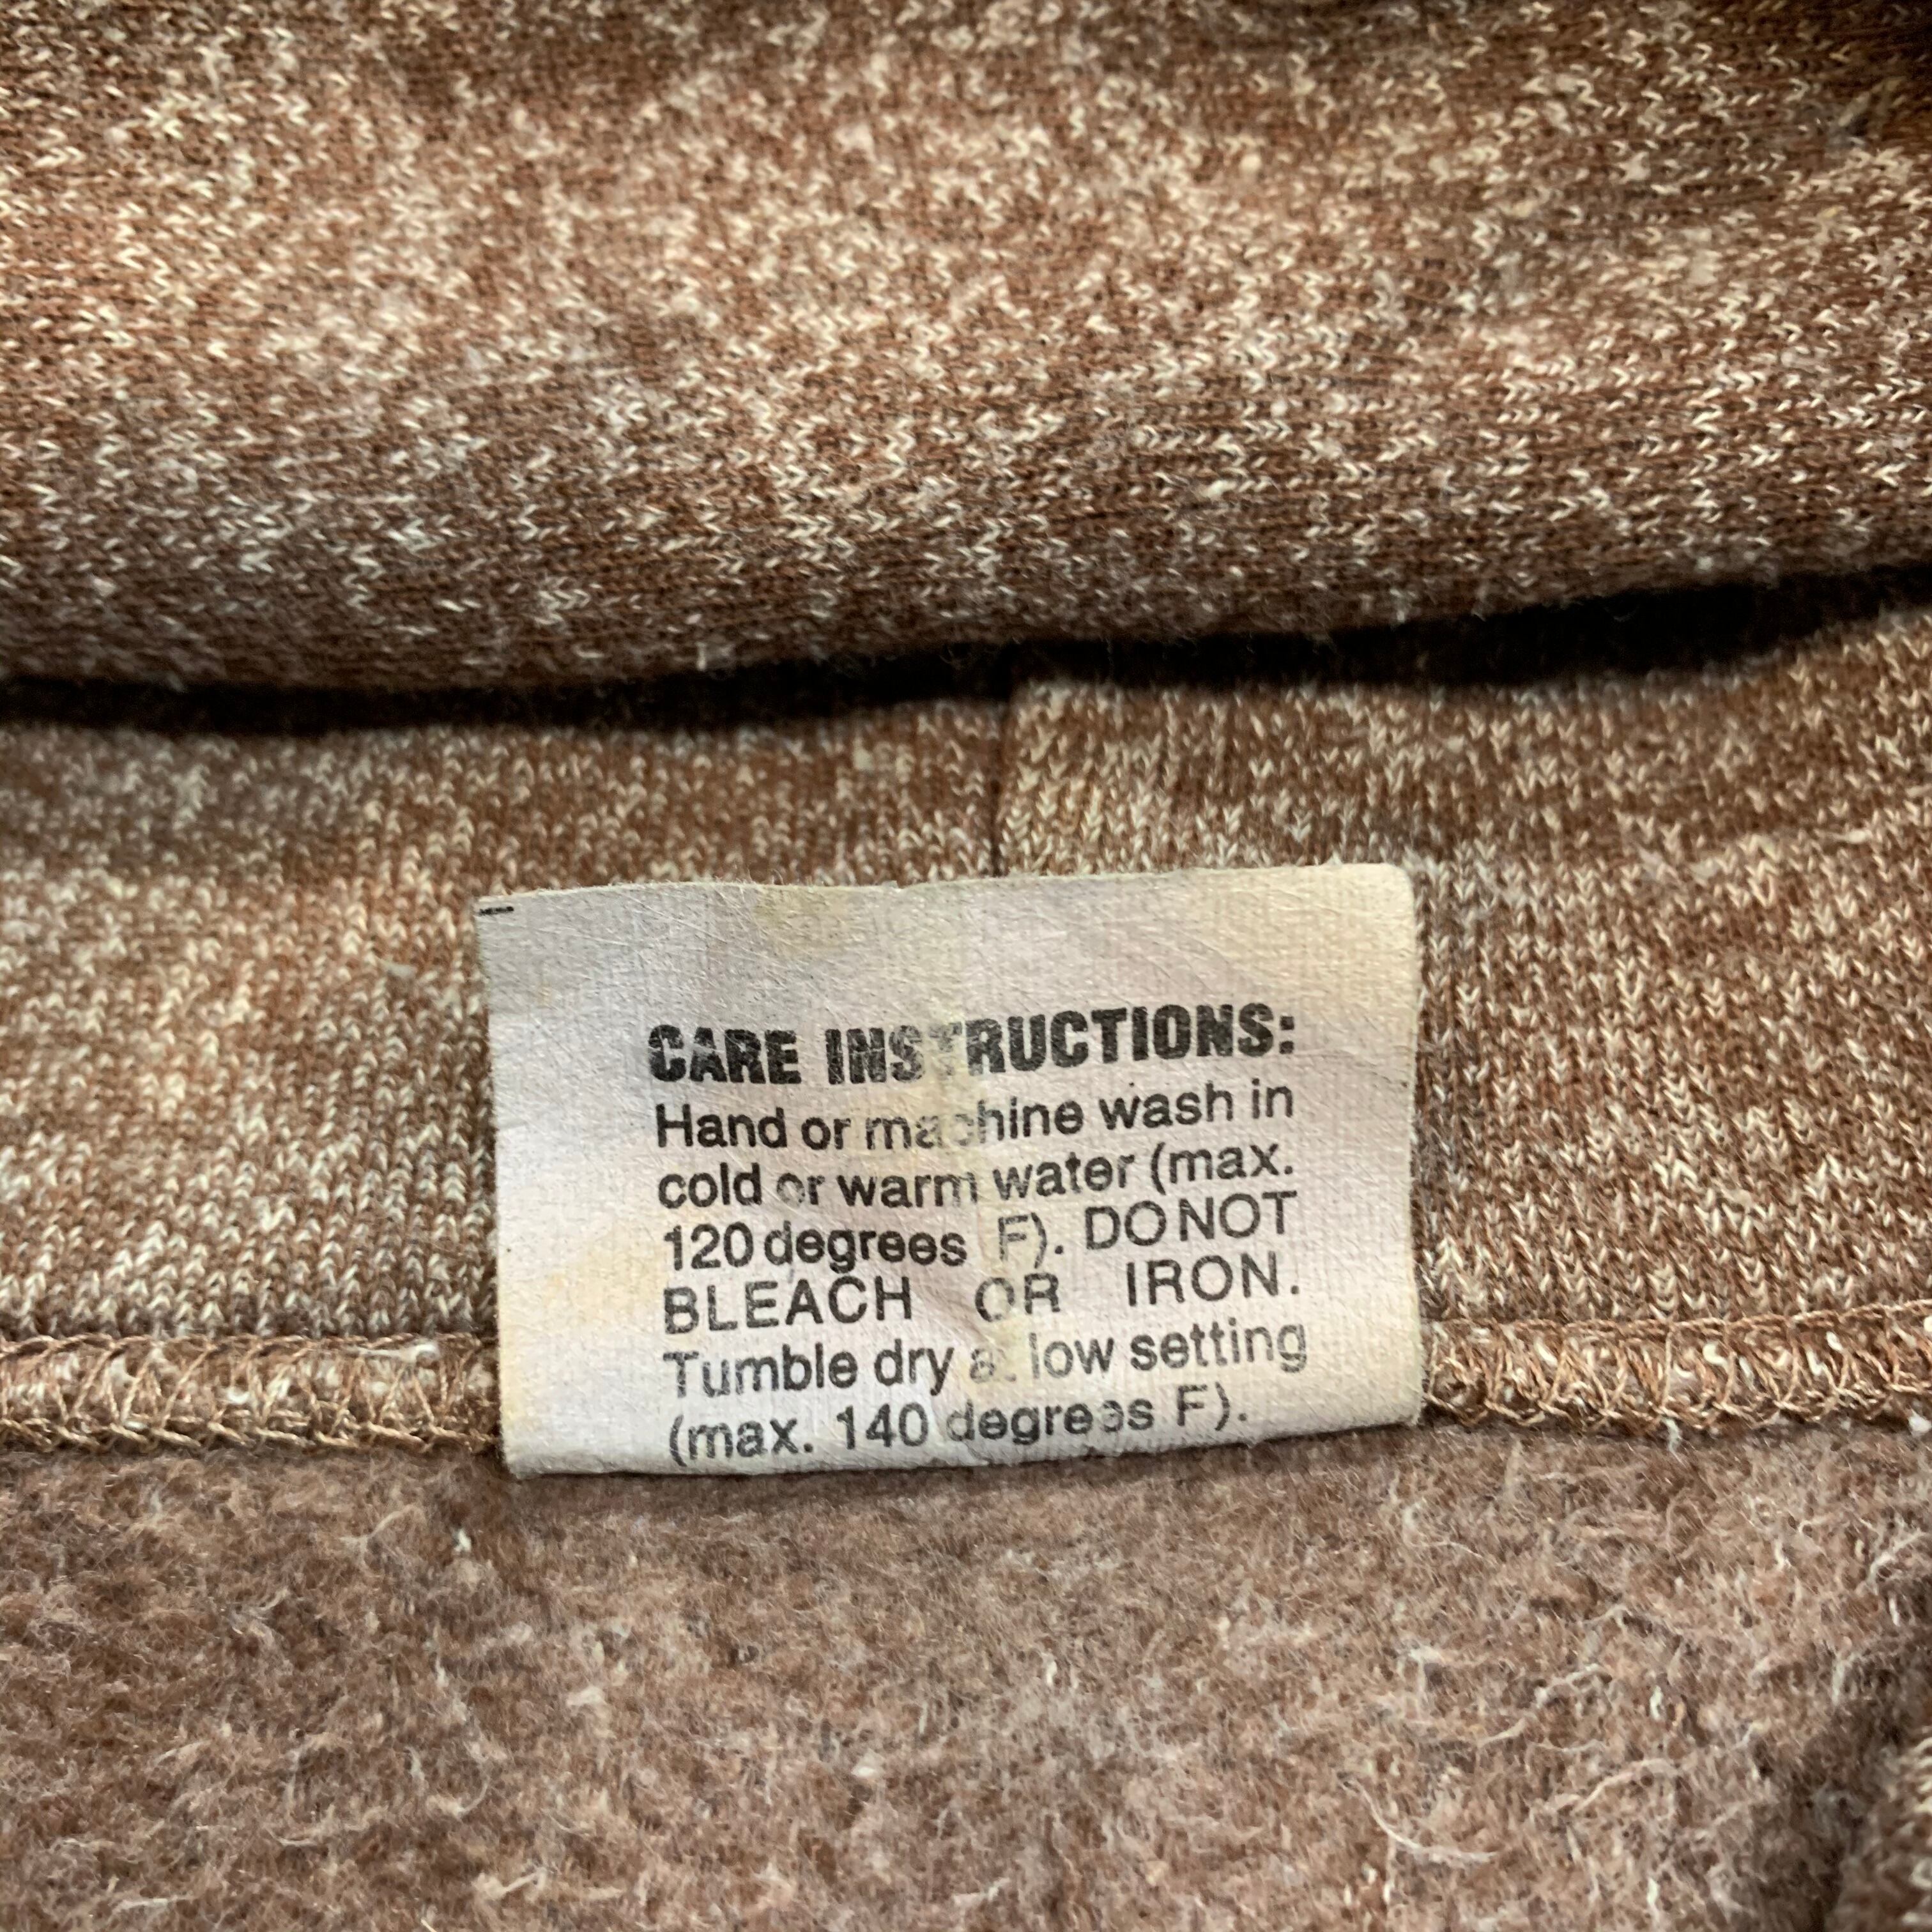 CARE INSTRUCTIONS:
Hand or machine wash in
cold or warm water (max.
120 degrees F). DO NOT
BLEACH OR IRON.
Tumble dry at low setting
(max. 140 degrees F).